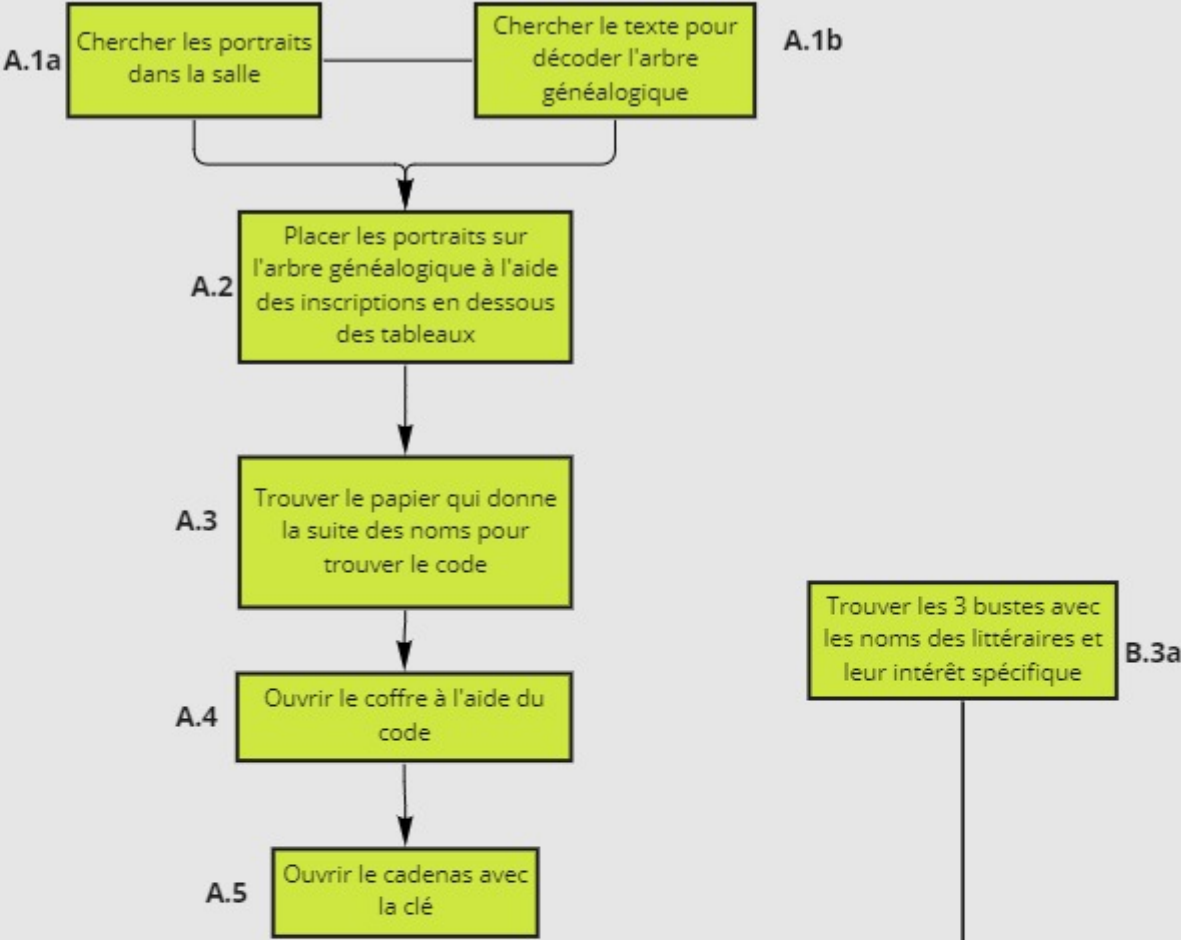 A.1a
Chercher les portraits
dans la salle
Chercher le texte pour
décoder l'arbre
généalogique
A.1b
A.2
Placer les portraits sur
l'arbre généalogique à l'aide
des inscriptions en dessous
des tableaux
A.3
Trouver le papier qui donne
la suite des noms pour
trouver le code
Trouver les 3 bustes avec
les noms des littéraires et
leur intérêt spécifique
B.3a
A.4
Ouvrir le coffre à l'aide du
code
A.5
Ouvrir le cadenas avec
la clé